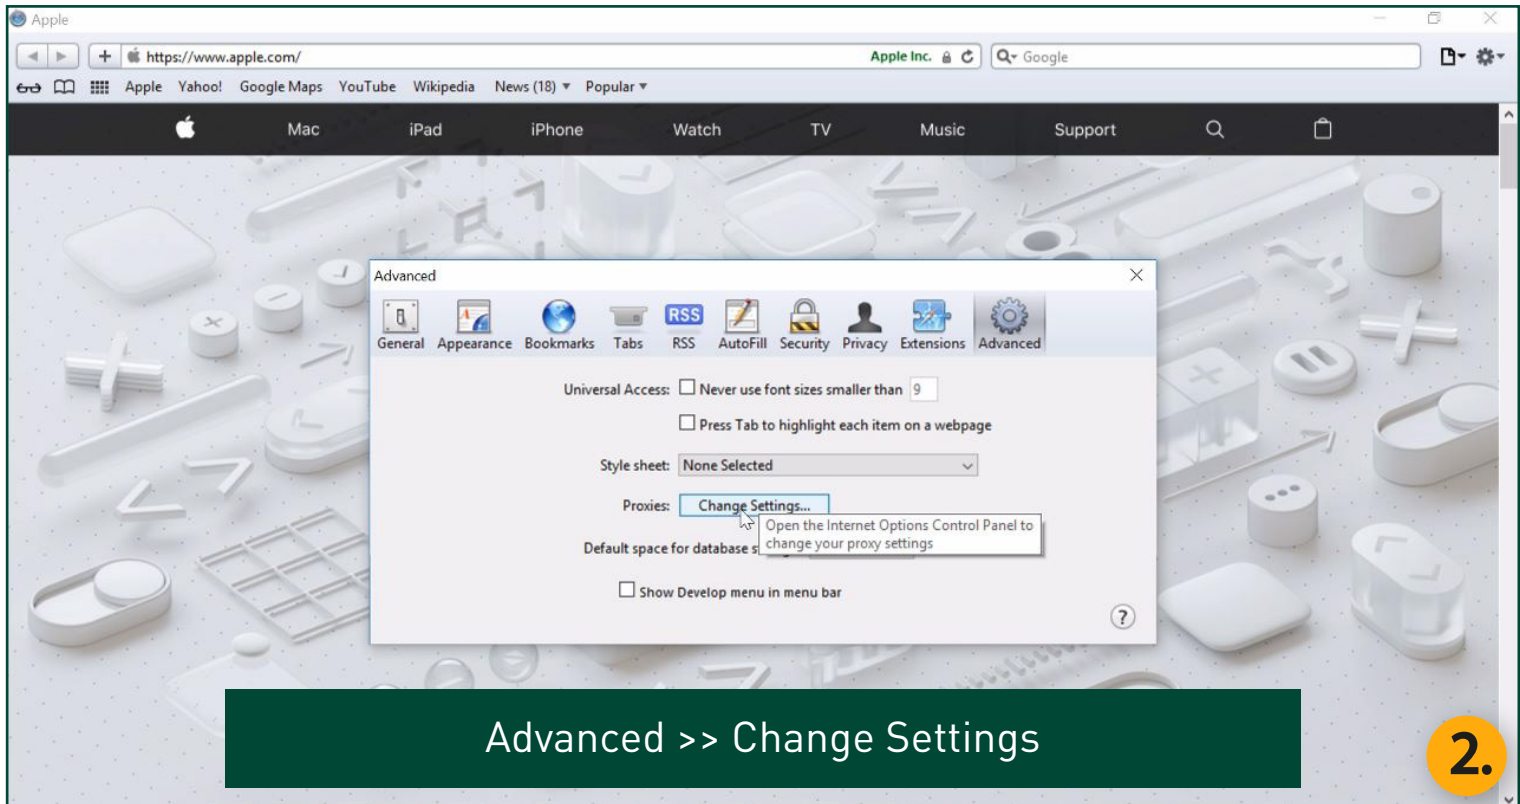 Apple
https://www.apple.com/
Apple Inc.
Google
Apple Yahoo! Google Maps YouTube Wikipedia News (18) Popular
Mac iPad iPhone Watch TV Music Support
Advanced
RSS
General Appearance Bookmarks Tabs RSS AutoFill Security Privacy Extensions Advanced
Universal Access: Never use font sizes smaller than 9
Press Tab to highlight each item on a webpage
Style sheet: None Selected
Proxies: Change Settings...
Open the Internet Options Control Panel to
change your proxy settings
Default space for database
Show Develop menu in menu bar
?
Advanced >> Change Settings
2.